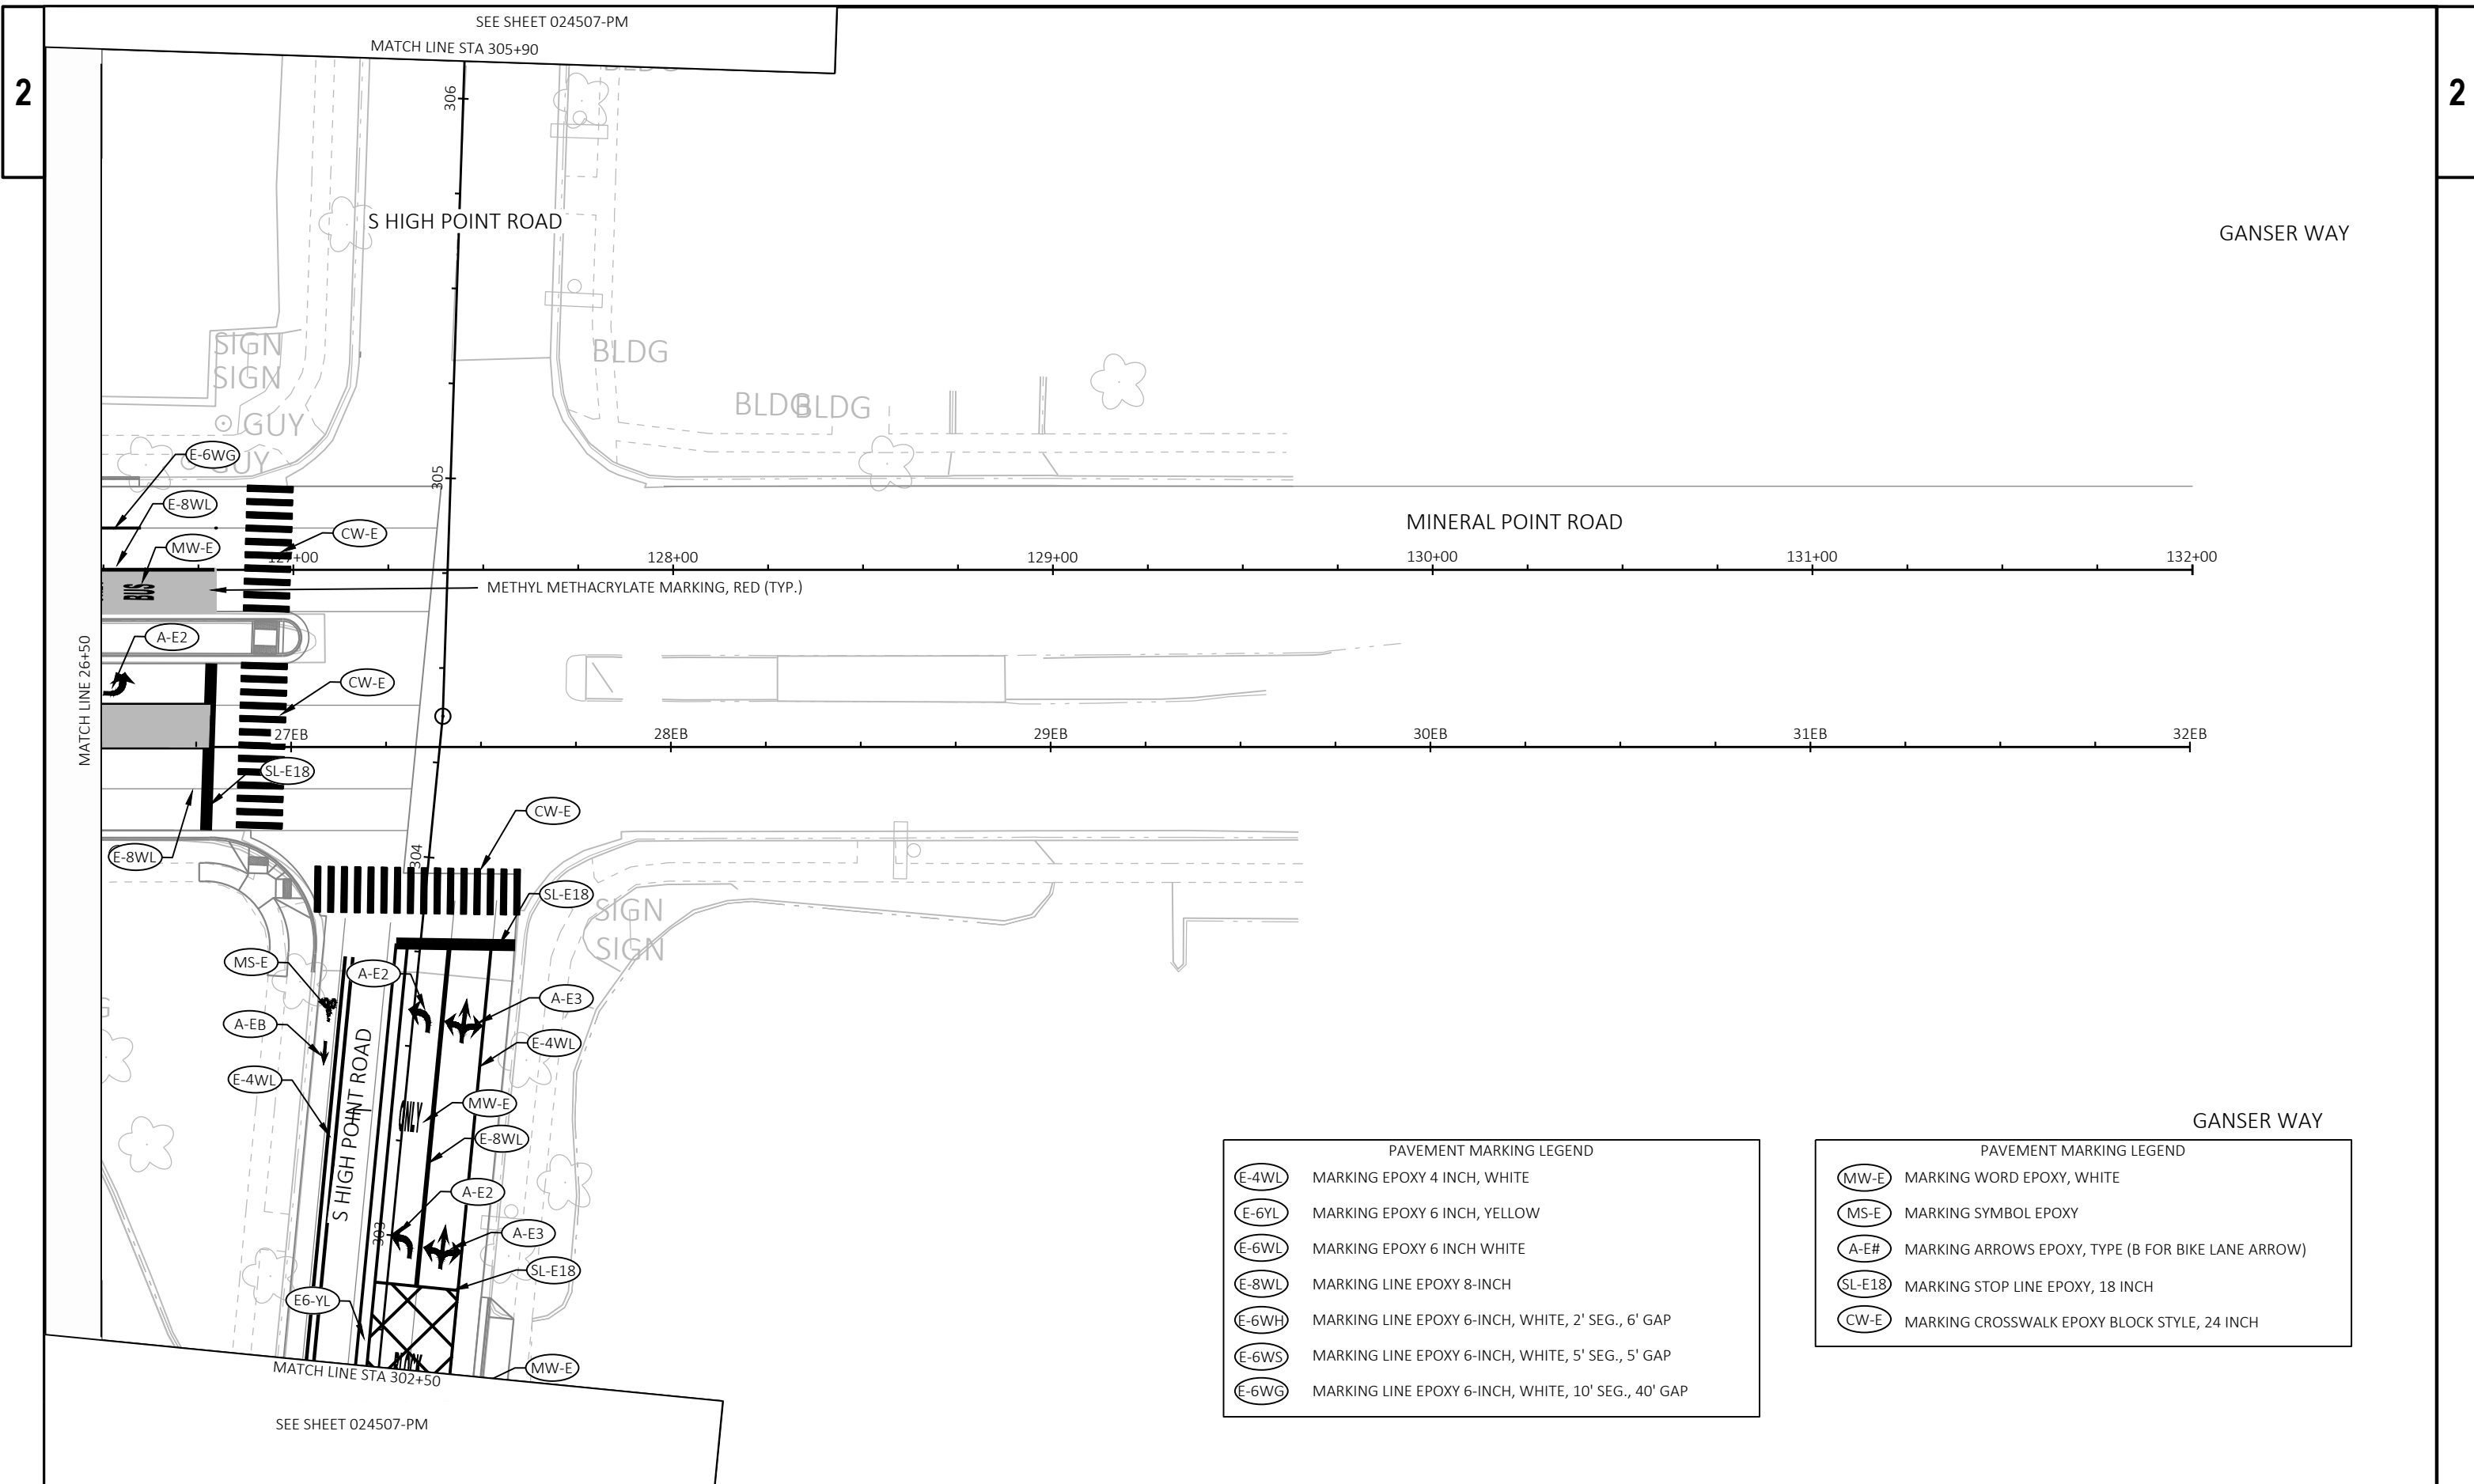 SEE SHEET 024507-PM
MATCH LINE STA 305+90
2
2
306
S HIGH POINT ROAD
GANSER WAY
SIGN
SIGN
BLDG
BLDG
BLDG
GUY
GUY
E-6WG
305
E-8WL
MINERAL POINT ROAD
CW-E
MW-E
127+00
128+00
129+00
130+00
131+00
132+00
BUS
METHYL METHACRYLATE MARKING, RED (TYP.)
A-E2
MATCH LINE 26+50
CW-E
27EB
28EB
29EB
30EB
31EB
32EB
SL-E18
CW-E
E-8WL
304
SL-E18
SIGN
SIGN
MS-E
A-E2
A-E3
A-EB
E-4WL
E-4WL
S HIGH POINT ROAD
ONLY
MW-E
E-8WL
A-E2
303
A-E3
SL-E18
E6-YL
MW-E
MATCH LINE STA 302+50
SEE SHEET 024507-PM
GANSER WAY
PAVEMENT MARKING LEGEND
E-4WL MARKING EPOXY 4 INCH, WHITE
E-6YL MARKING EPOXY 6 INCH, YELLOW
E-6WL MARKING EPOXY 6 INCH WHITE
E-8WL MARKING LINE EPOXY 8-INCH
E-6WH MARKING LINE EPOXY 6-INCH, WHITE, 2' SEG., 6' GAP
E-6WS MARKING LINE EPOXY 6-INCH, WHITE, 5' SEG., 5' GAP
E-6WG MARKING LINE EPOXY 6-INCH, WHITE, 10' SEG., 40' GAP
PAVEMENT MARKING LEGEND
MW-E MARKING WORD EPOXY, WHITE
MS-E MARKING SYMBOL EPOXY
A-E# MARKING ARROWS EPOXY, TYPE (B FOR BIKE LANE ARROW)
SL-E18 MARKING STOP LINE EPOXY, 18 INCH
CW-E MARKING CROSSWALK EPOXY BLOCK STYLE, 24 INCH